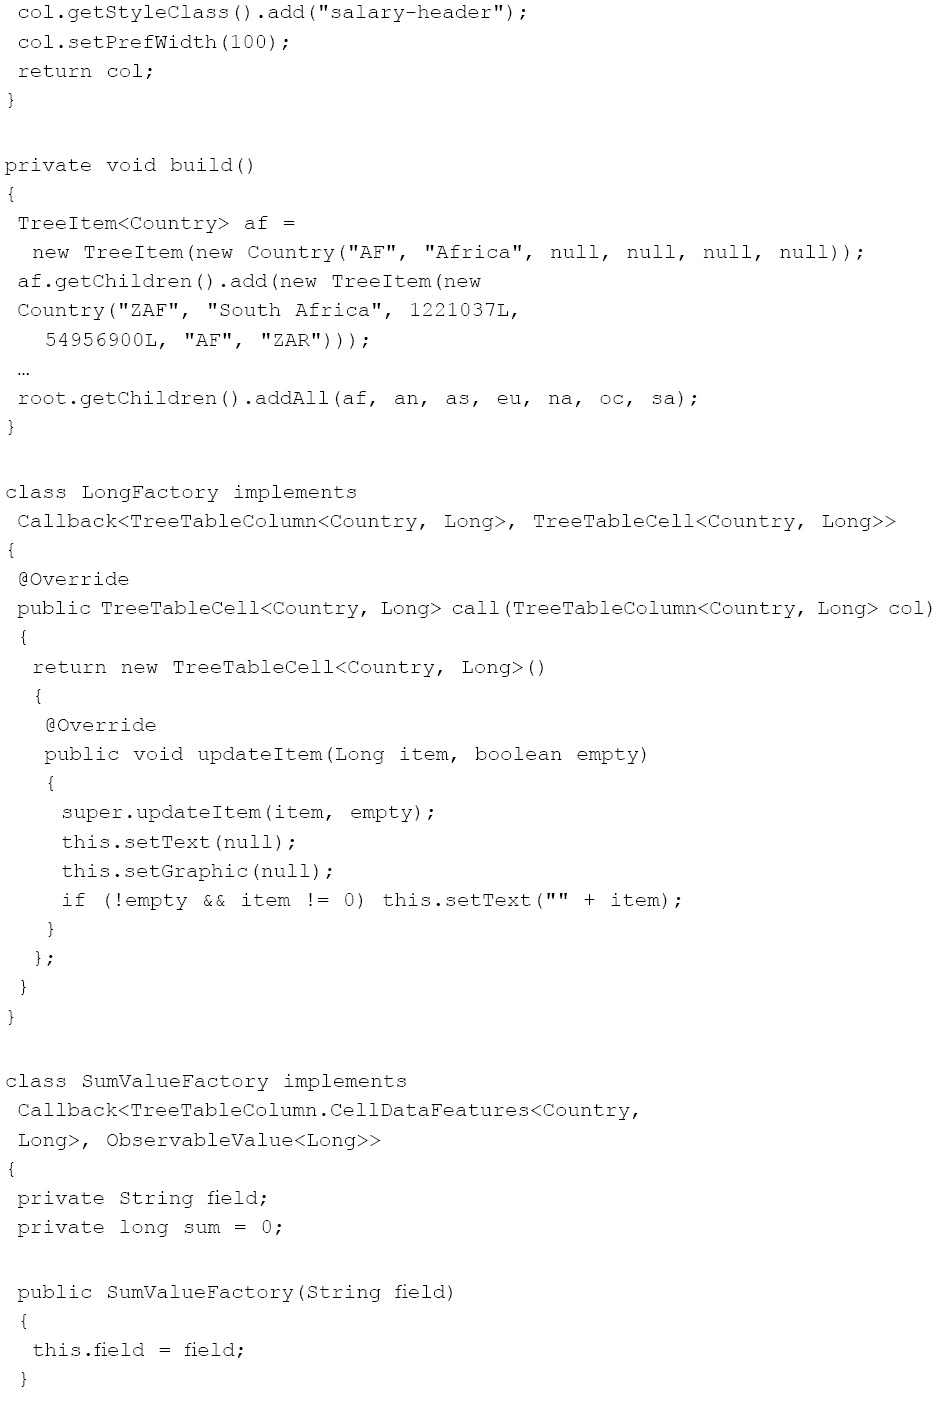 col.getStyleClass().add("salary-header");
col.setPrefWidth(100);
return col;
}
private void build()
{
TreeItem<Country> af =
new TreeItem(new Country("AF", "Africa", null, null, null, null));
af.getChildren().add(new TreeItem(new
Country("ZAF", "South Africa", 1221037L,
54956900L, "AF", "ZAR")));
…
root.getChildren().addAll(af, an, as, eu, na, oc, sa);
}
class LongFactory implements
Callback<TreeTableColumn<Country, Long>, TreeTableCell<Country, Long>>
{
@Override
public TreeTableCell<Country, Long> call(TreeTableColumn<Country, Long> col)
{
return new TreeTableCell<Country, Long>()
{
@Override
public void updateItem(Long item, boolean empty)
{
super.updateItem(item, empty);
this.setText(null);
this.setGraphic(null);
if (!empty && item != 0) this.setText("" + item);
}
};
}
}
class SumValueFactory implements
Callback<TreeTableColumn.CellDataFeatures<Country,
Long>, ObservableValue<Long>>
{
private String field;
private long sum = 0;
public SumValueFactory(String field)
{
this.field = field;
}